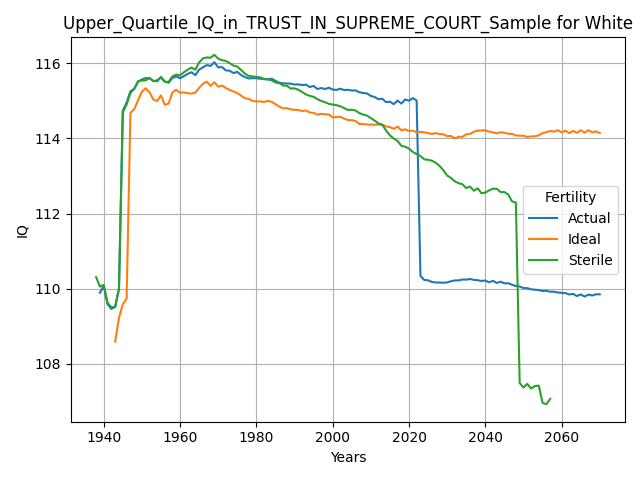 Upper_Quartile_IQ_in_TRUST_IN_SUPREME_COURT_Sample for White
IQ
116
114
112
110
108
Fertility
Actual
Ideal
Sterile
1940 1960 1980 2000 2020 2040 2060
Years